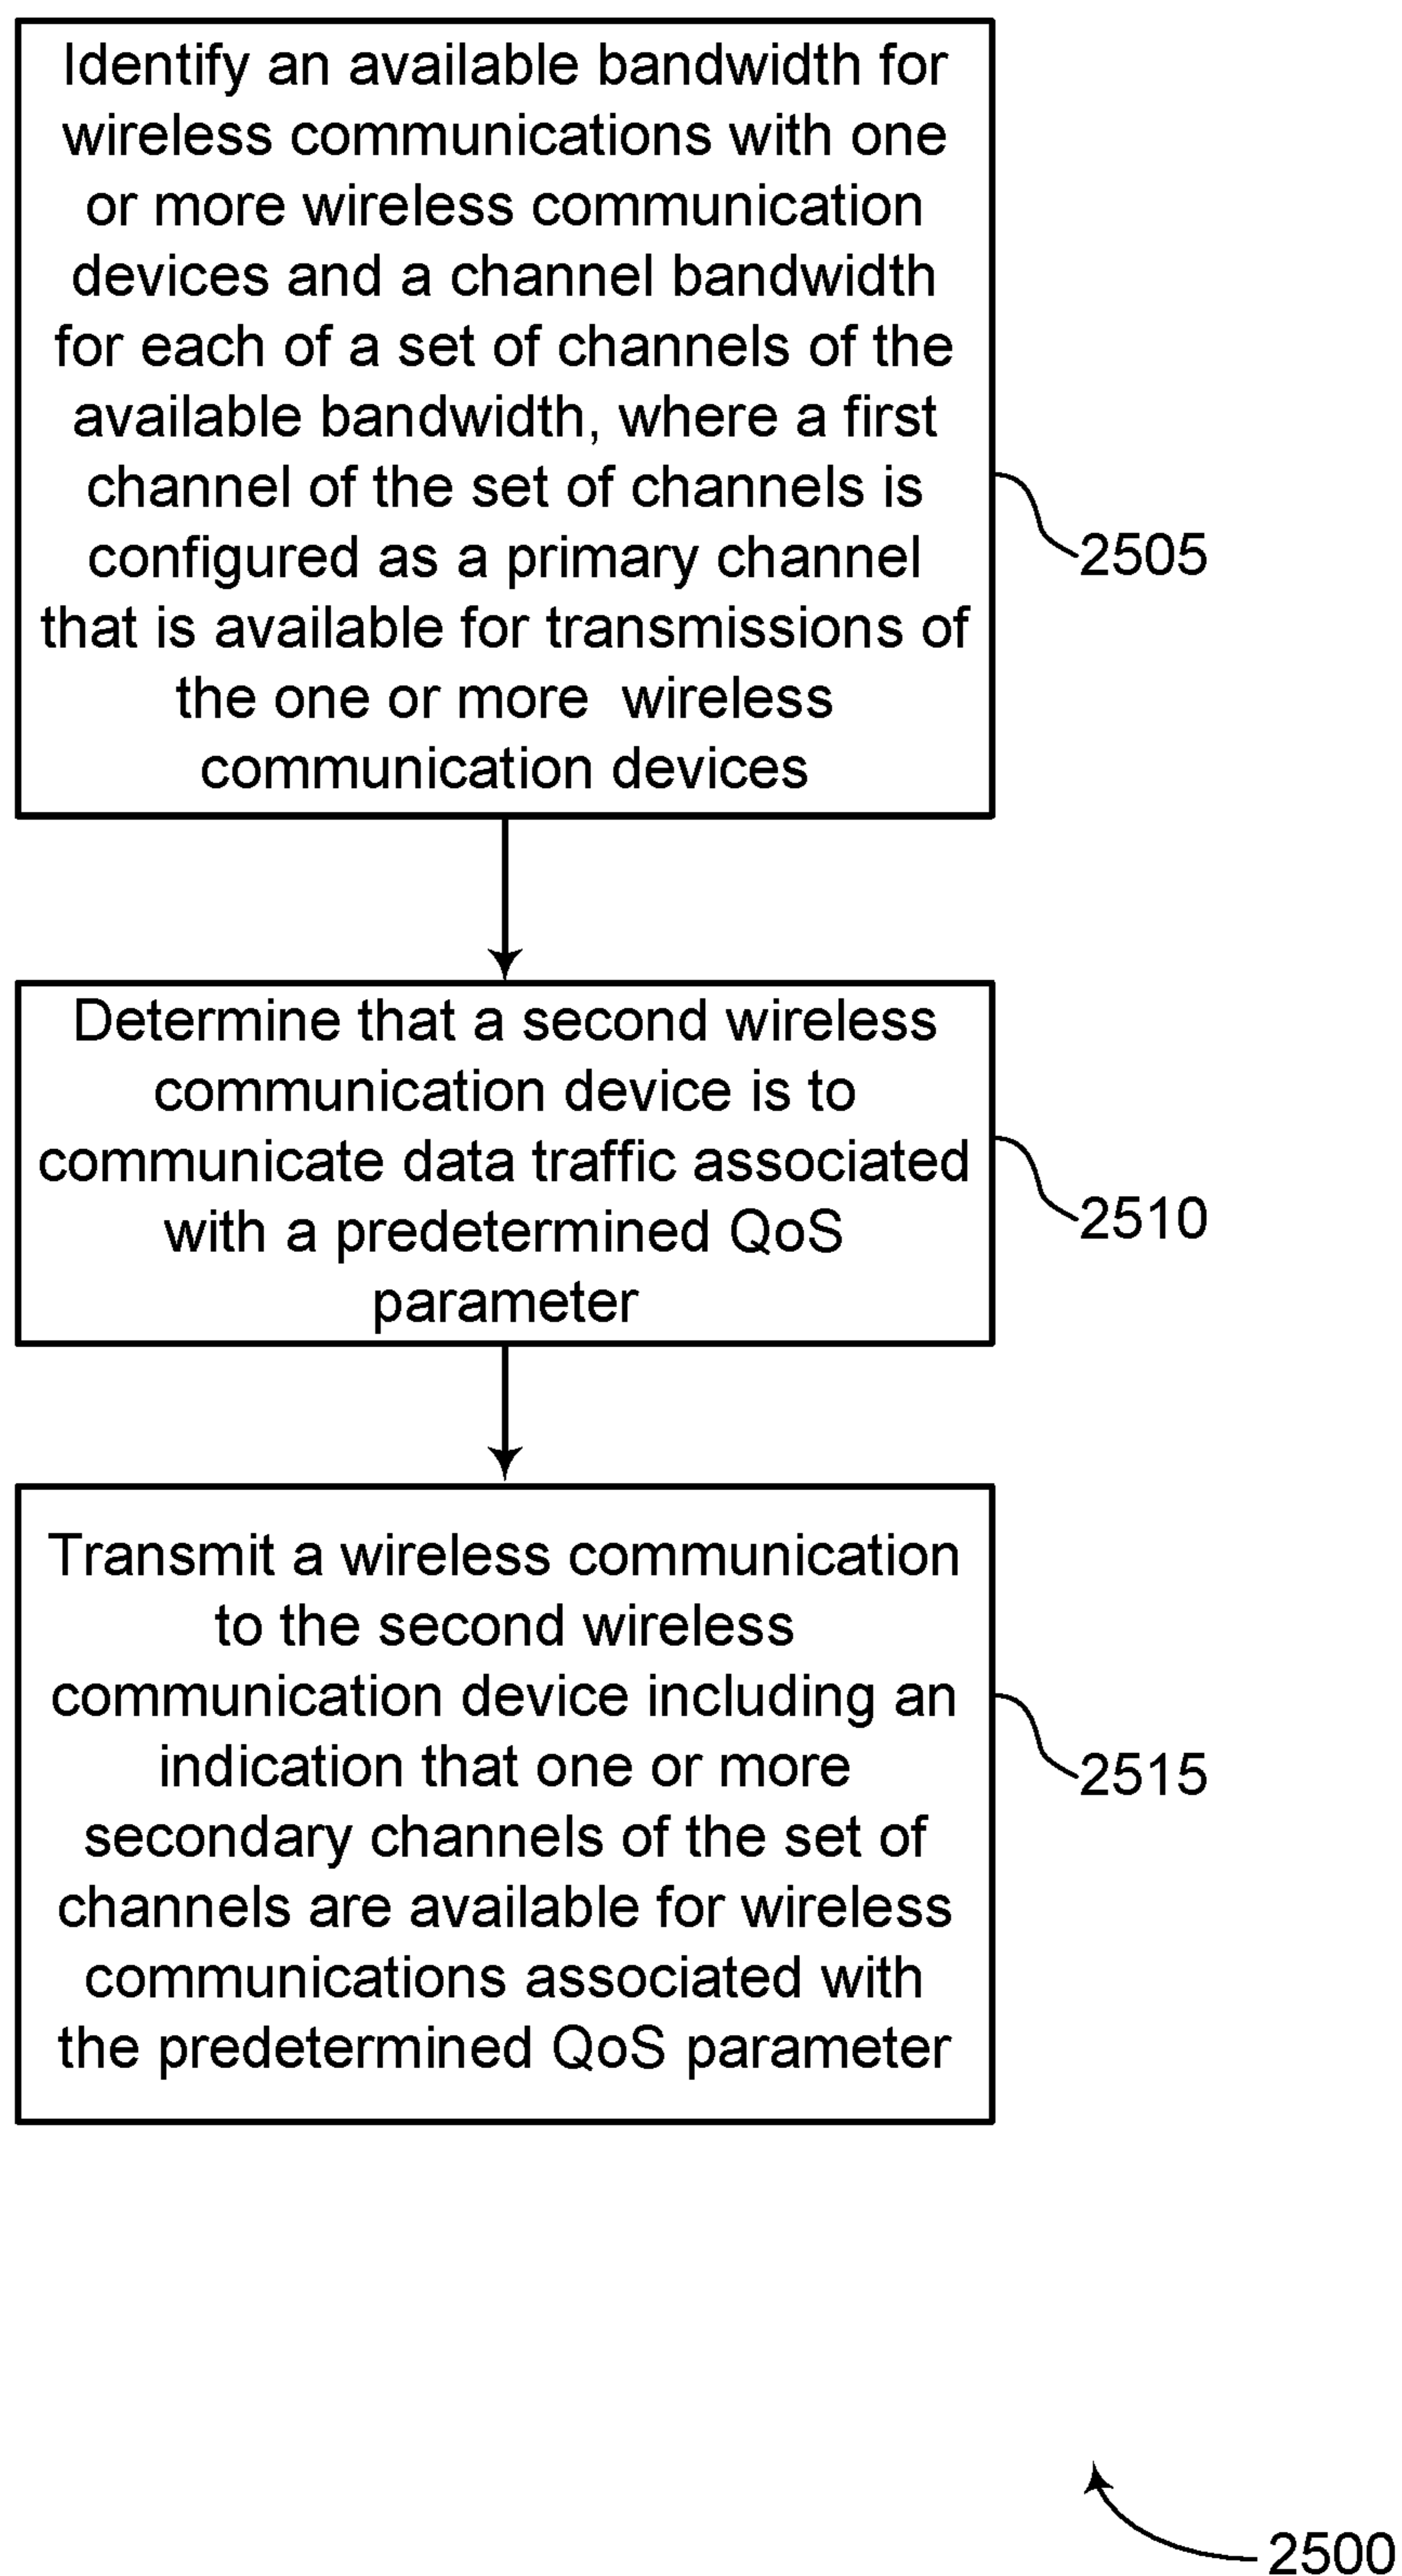 Identify an available bandwidth for
wireless communications with one
or more wireless communication
devices and a channel bandwidth
for each of a set of channels of the
available bandwidth, where a first
channel of the set of channels is
configured as a primary channel
that is available for transmissions of
the one or more wireless
communication devices
2505
Determine that a second wireless
communication device is to
communicate data traffic associated
with a predetermined QoS
parameter
2510
Transmit a wireless communication
to the second wireless
communication device including an
indication that one or more
secondary channels of the set of
channels are available for wireless
communications associated with
the predetermined QoS parameter
2515
2500